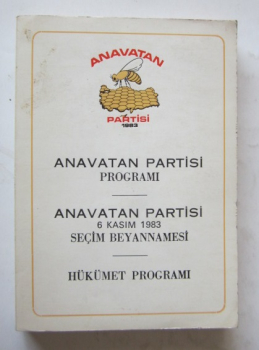 ANAVATAN
PARTİSİ
1983
ANAVATAN PARTİSİ
PROGRAMI
ANAVATAN PARTİSİ
6 KASIM 1983
SEÇİM BEYANNAMESİ
HÜKÜMET PROGRAMI